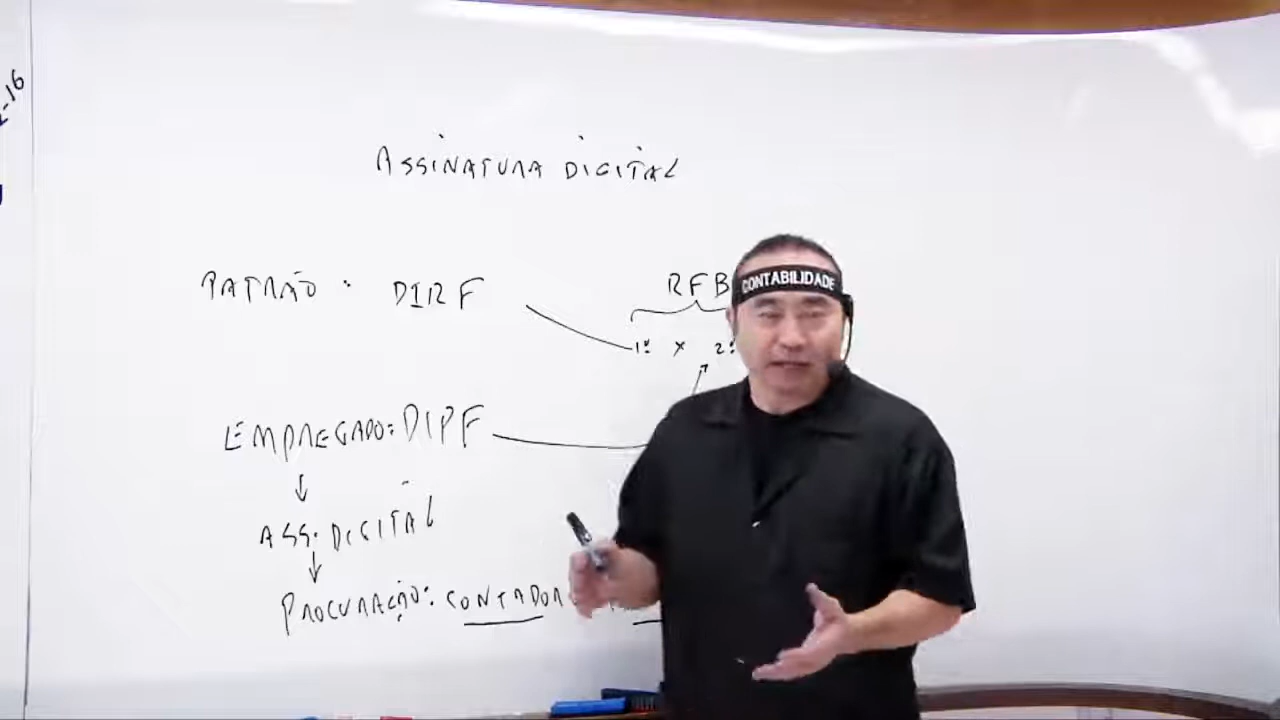 ASSINATURA DIGITAL
PATRÃO: DIRF
RFB
CONTABILIDADE
1º x 2º
EMPREGADO: DIPF
ASS. DIGITAL
PROCURAÇÃO: CONTADOR